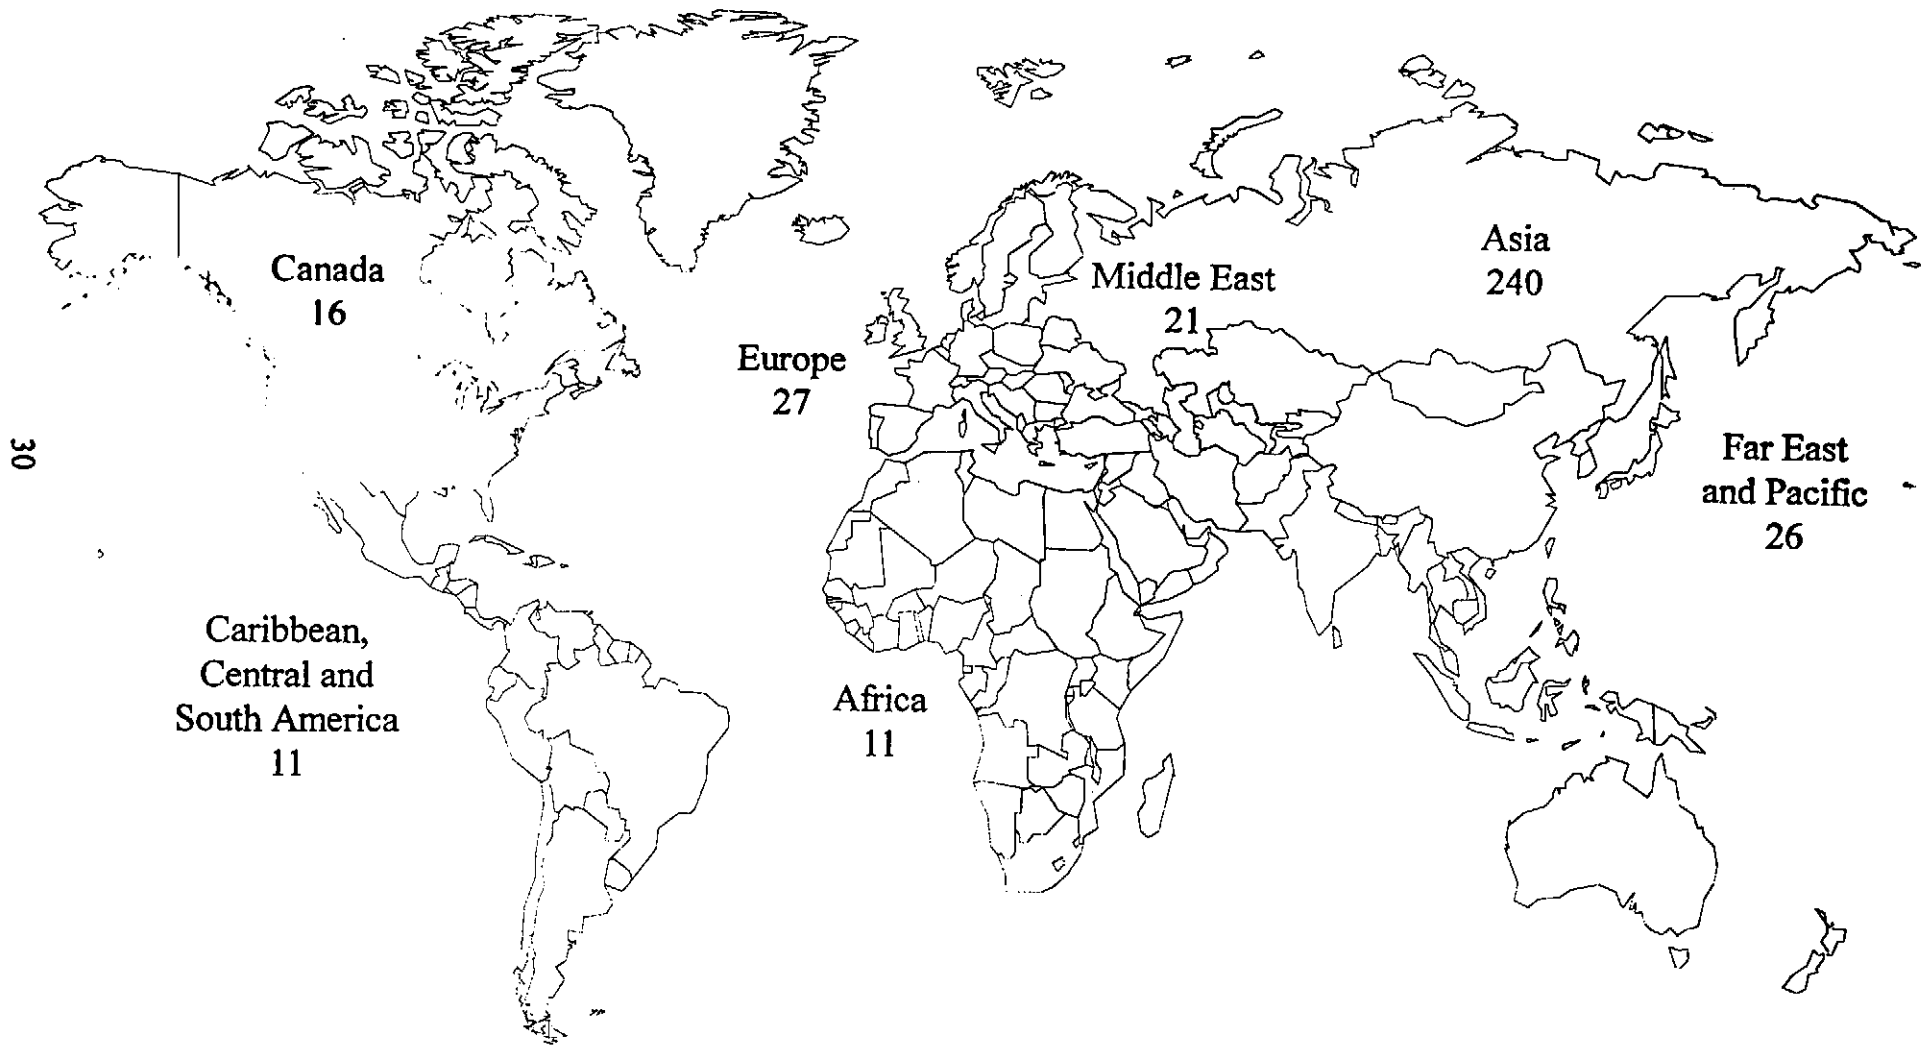 Canada
16
Europe
27
Middle East
21
Asia
240
Far East
and Pacific
26
Caribbean,
Central and
South America
11
Africa
11
30